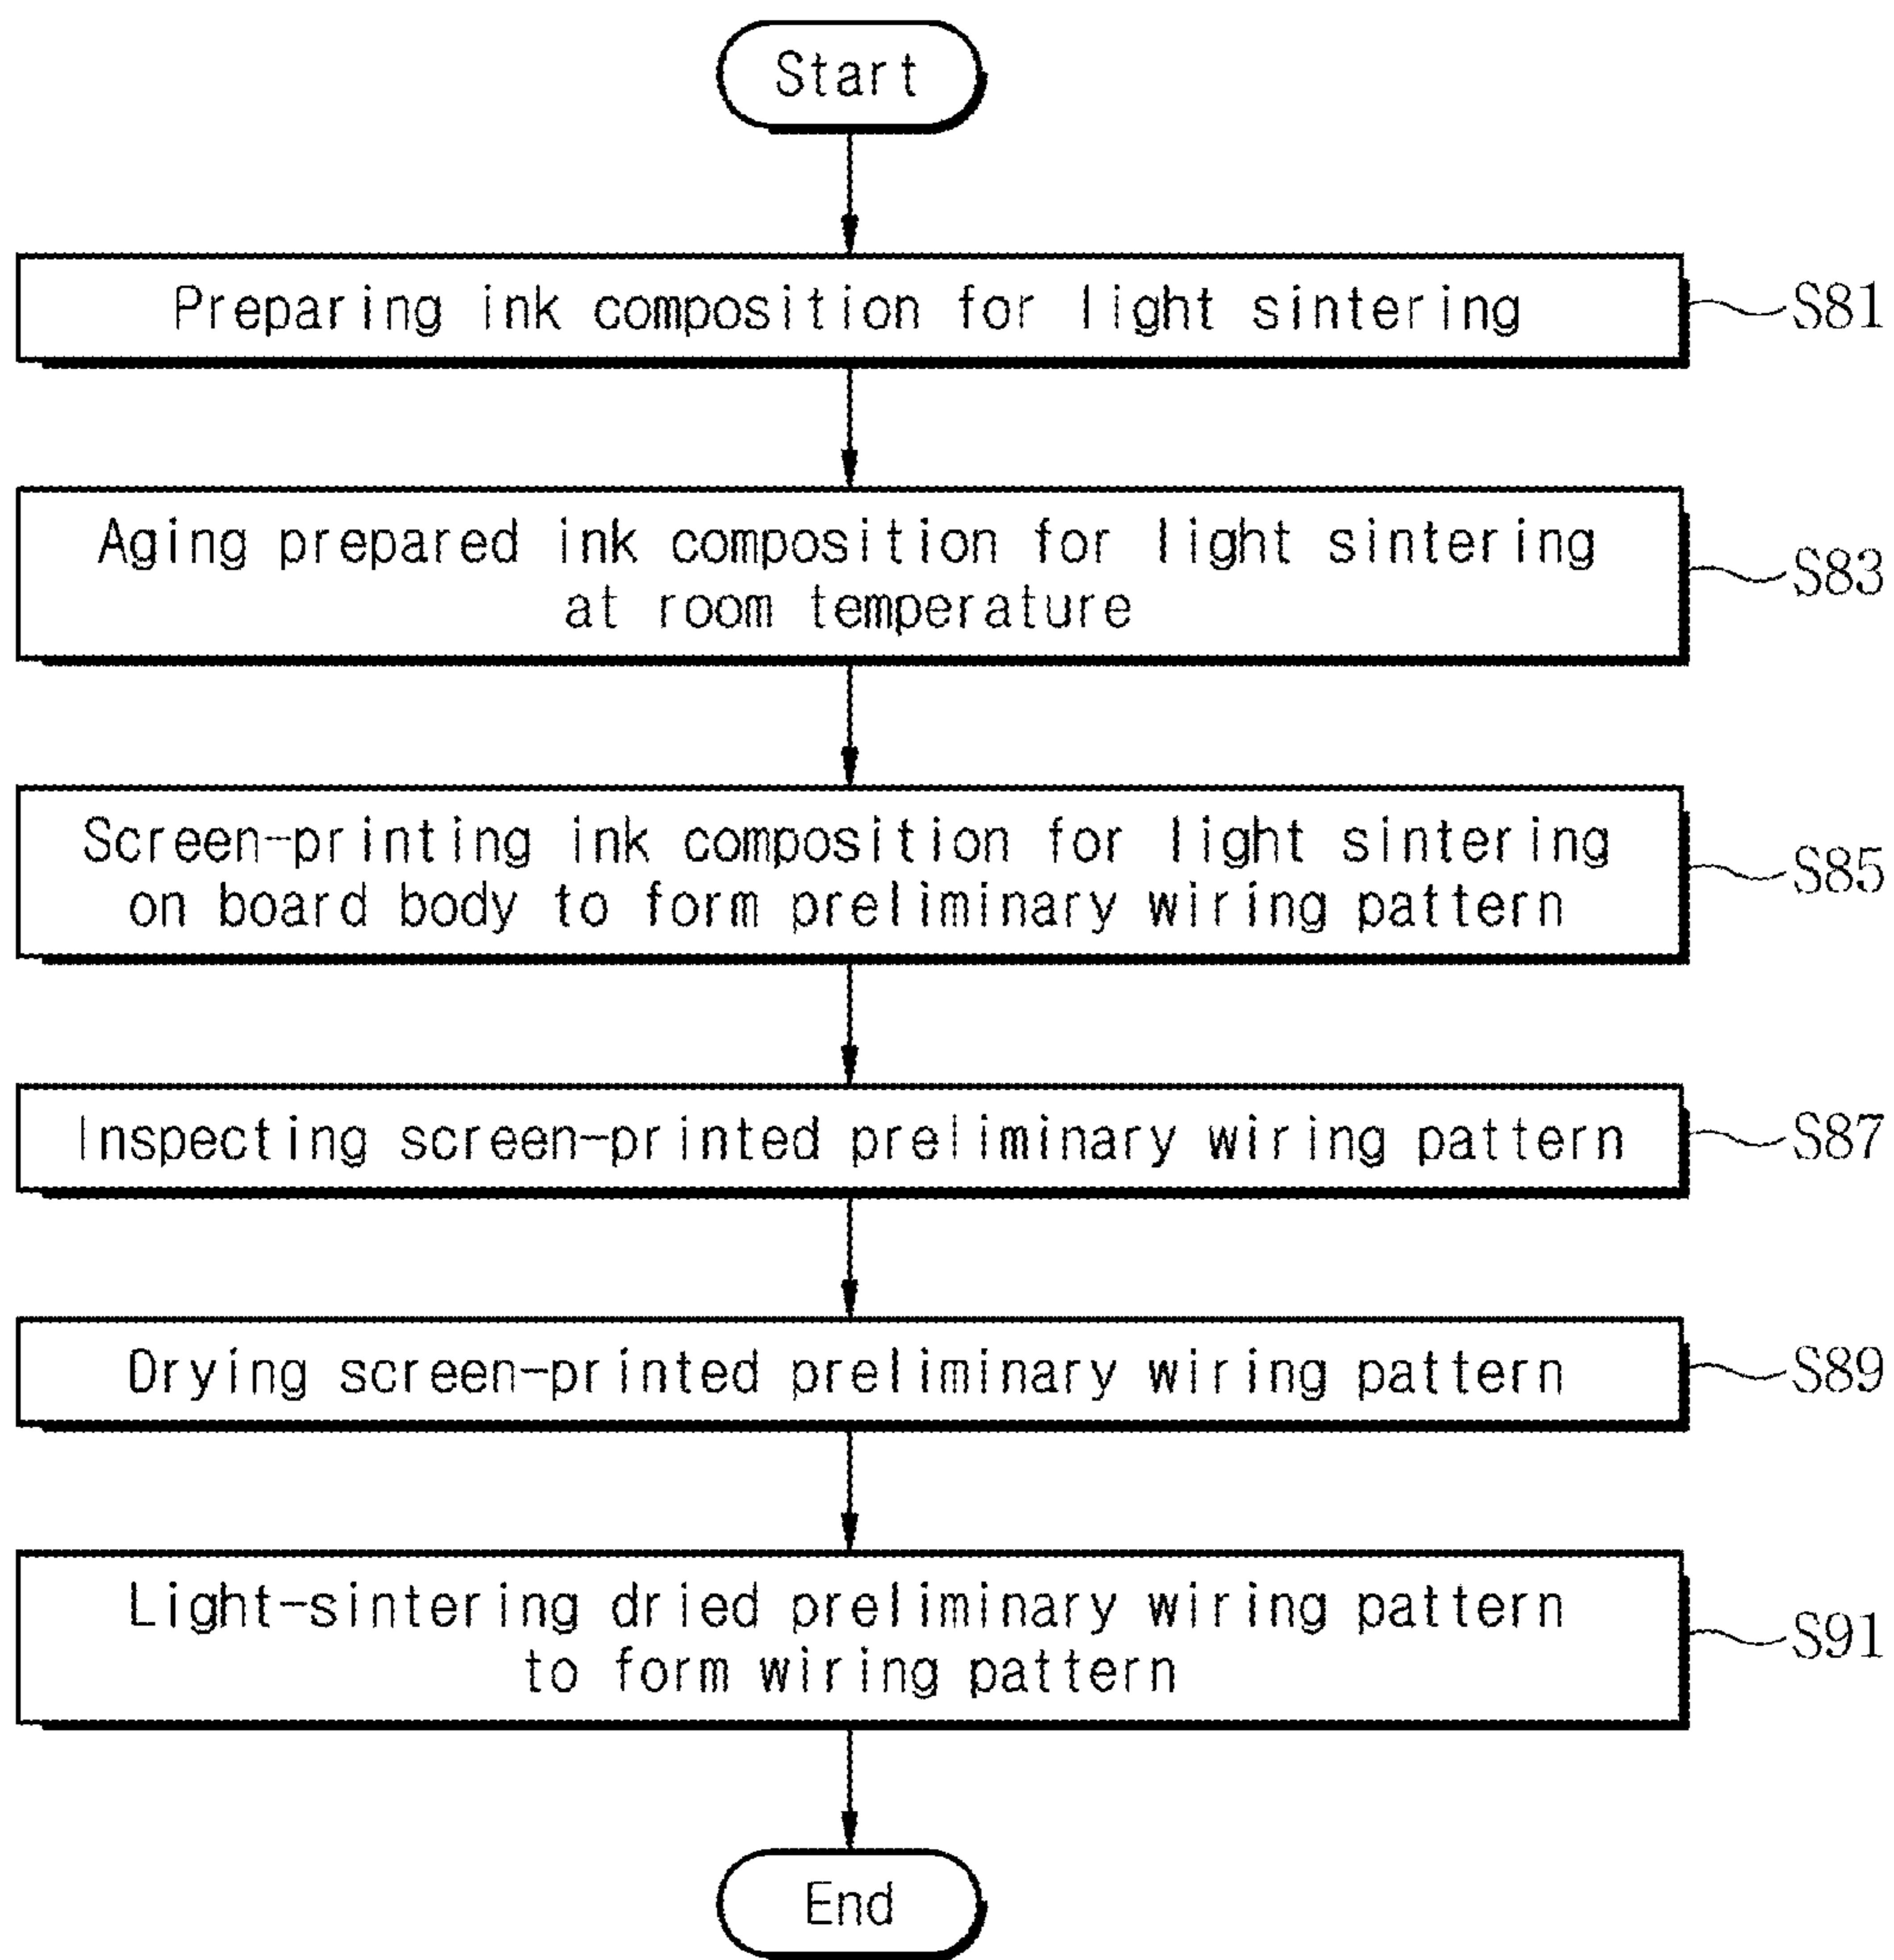 Start
Preparing ink composition for light sintering
S81
Aging prepared ink composition for light sintering
at room temperature
S83
Screen-printing ink composition for light sintering
on board body to form preliminary wiring pattern
S85
Inspecting screen-printed preliminary wiring pattern
S87
Drying screen-printed preliminary wiring pattern
S89
Light-sintering dried preliminary wiring pattern
to form wiring pattern
S91
End